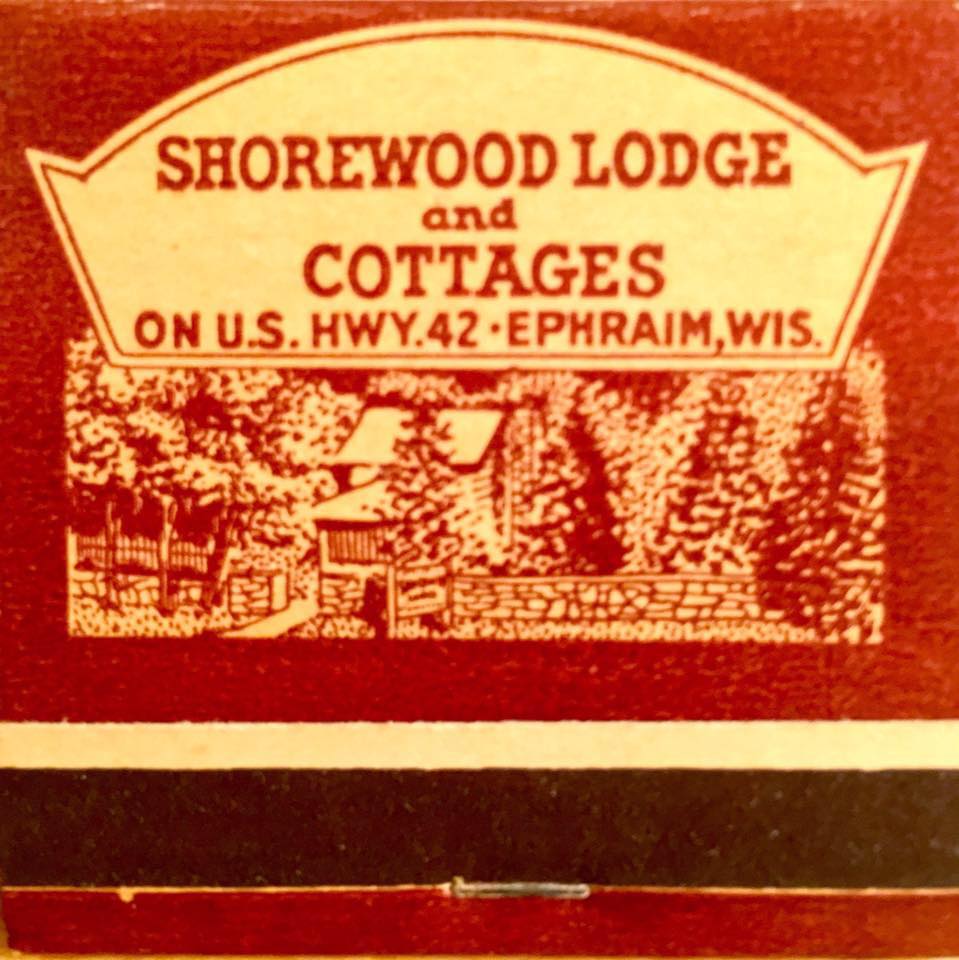 SHOREWOOD LODGE
and
COTTAGES
ON U.S. HWY.42·EPHRAIM,WIS.